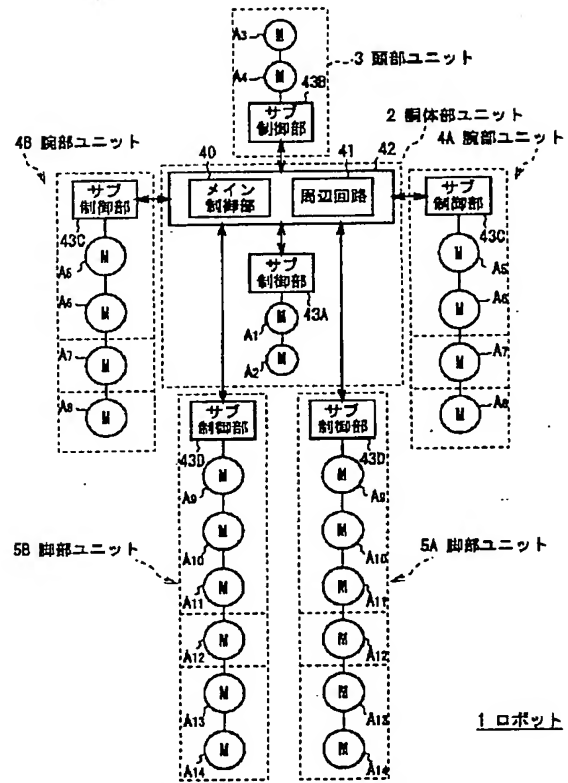 A3
M
A4
M
3 頭部ユニット
43B
サブ
制御部
2 胴体部ユニット
4B 腕部ユニット
4A 腕部ユニット
40
41
42
メイン
制御部
周辺回路
サブ
制御部
43C
サブ
制御部
43C
サブ
制御部
43A
A5
M
A5
M
A6
M
A1
M
A6
M
A7
M
A2
M
A7
M
A8
M
A8
M
サブ
制御部
43D
サブ
制御部
43D
A9
M
A9
M
A10
M
A10
M
5B 脚部ユニット
5A 脚部ユニット
A11
M
A11
M
A12
M
A12
M
A13
M
A13
M
A14
M
A14
M
1 ロボット